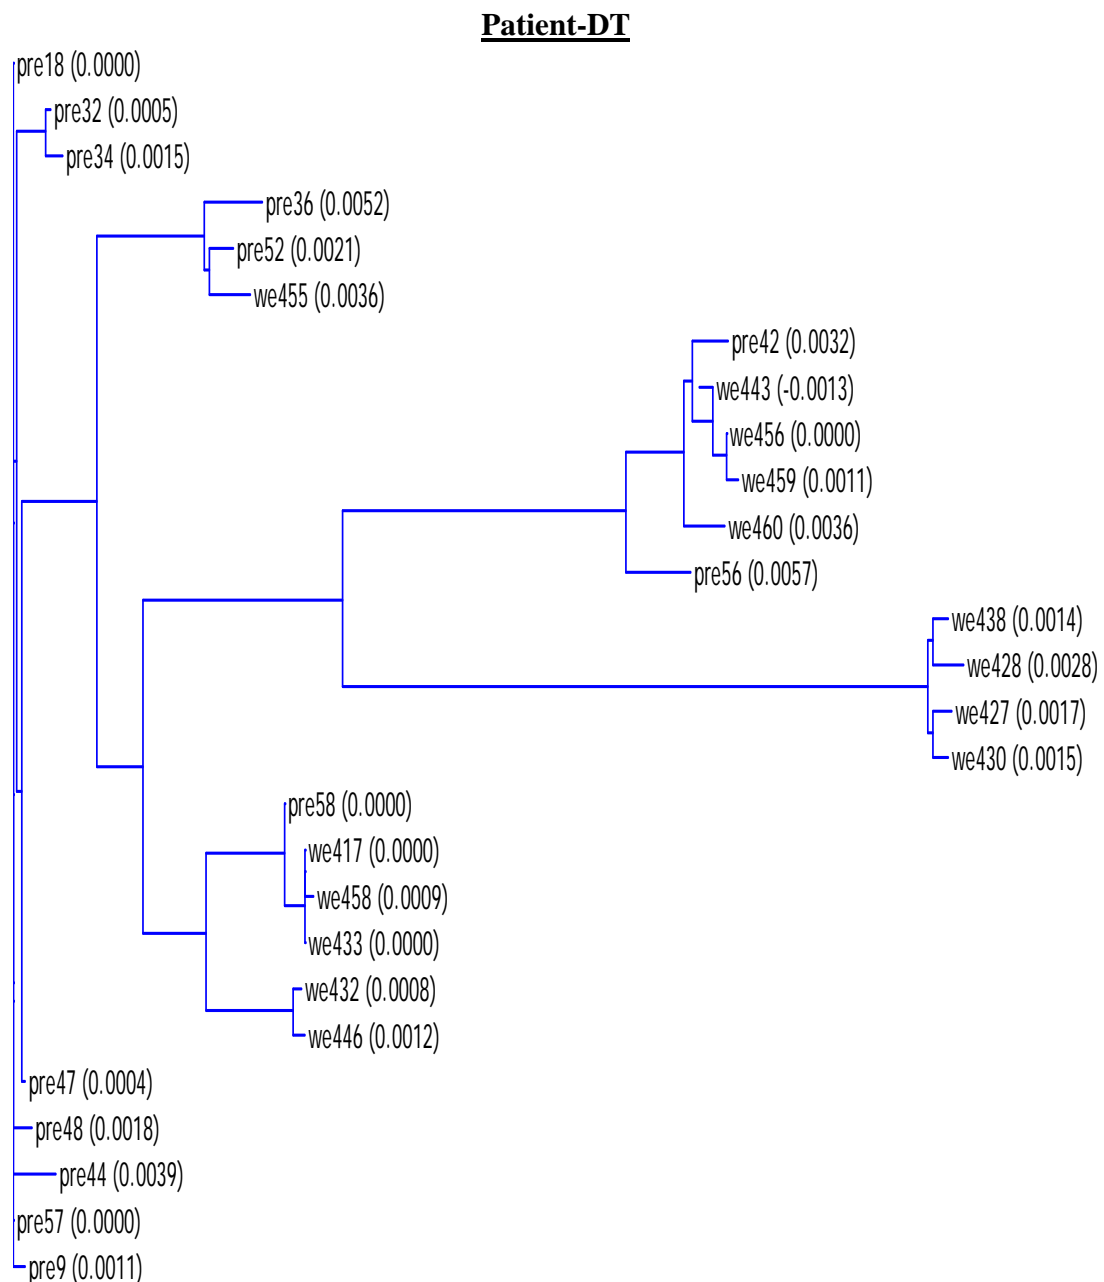 Patient-DT
pre18 (0.0000)
pre32 (0.0005)
pre34 (0.0015)
pre36 (0.0052)
pre52 (0.0021)
we455 (0.0036)
pre42 (0.0032)
we443 (-0.0013)
we456 (0.0000)
we459 (0.0011)
we460 (0.0036)
pre56 (0.0057)
we438 (0.0014)
we428 (0.0028)
we427 (0.0017)
we430 (0.0015)
pre58 (0.0000)
we417 (0.0000)
we458 (0.0009)
we433 (0.0000)
we432 (0.0008)
we446 (0.0012)
pre47 (0.0004)
pre48 (0.0018)
pre44 (0.0039)
pre57 (0.0000)
pre9 (0.0011)